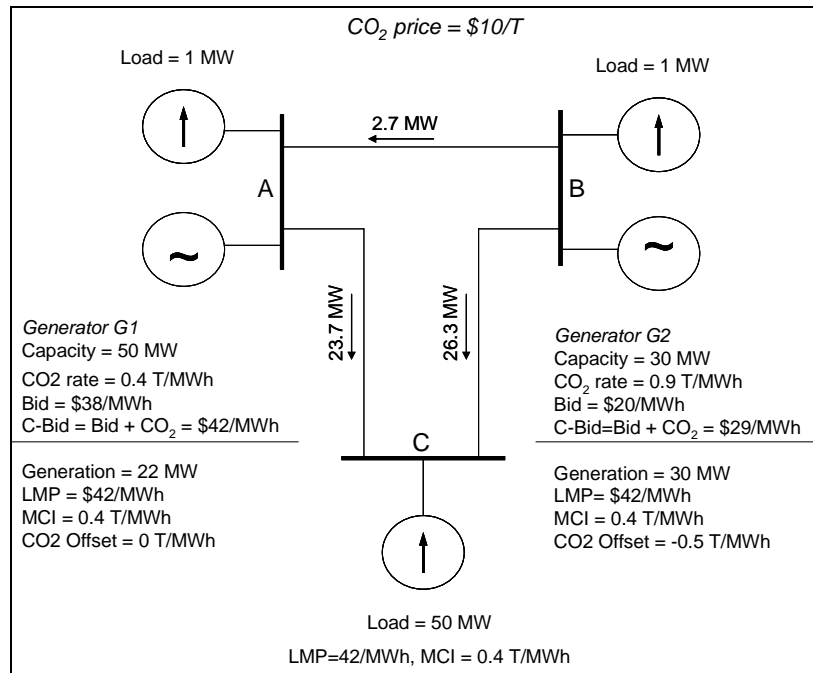 CO₂ price = $10/T
Load = 1 MW
Load = 1 MW
2.7 MW
A
B
~
~
23.7 MW
26.3 MW
Generator G1
Capacity = 50 MW
CO2 rate = 0.4 T/MWh
Bid = $38/MWh
C-Bid = Bid + CO₂ = $42/MWh
Generation = 22 MW
LMP = $42/MWh
MCI = 0.4 T/MWh
CO2 Offset = 0 T/MWh
Generator G2
Capacity = 30 MW
CO₂ rate = 0.9 T/MWh
Bid = $20/MWh
C-Bid=Bid + CO₂ = $29/MWh
Generation = 30 MW
LMP= $42/MWh
MCI = 0.4 T/MWh
CO2 Offset = -0.5 T/MWh
C
Load = 50 MW
LMP=42/MWh, MCI = 0.4 T/MWh